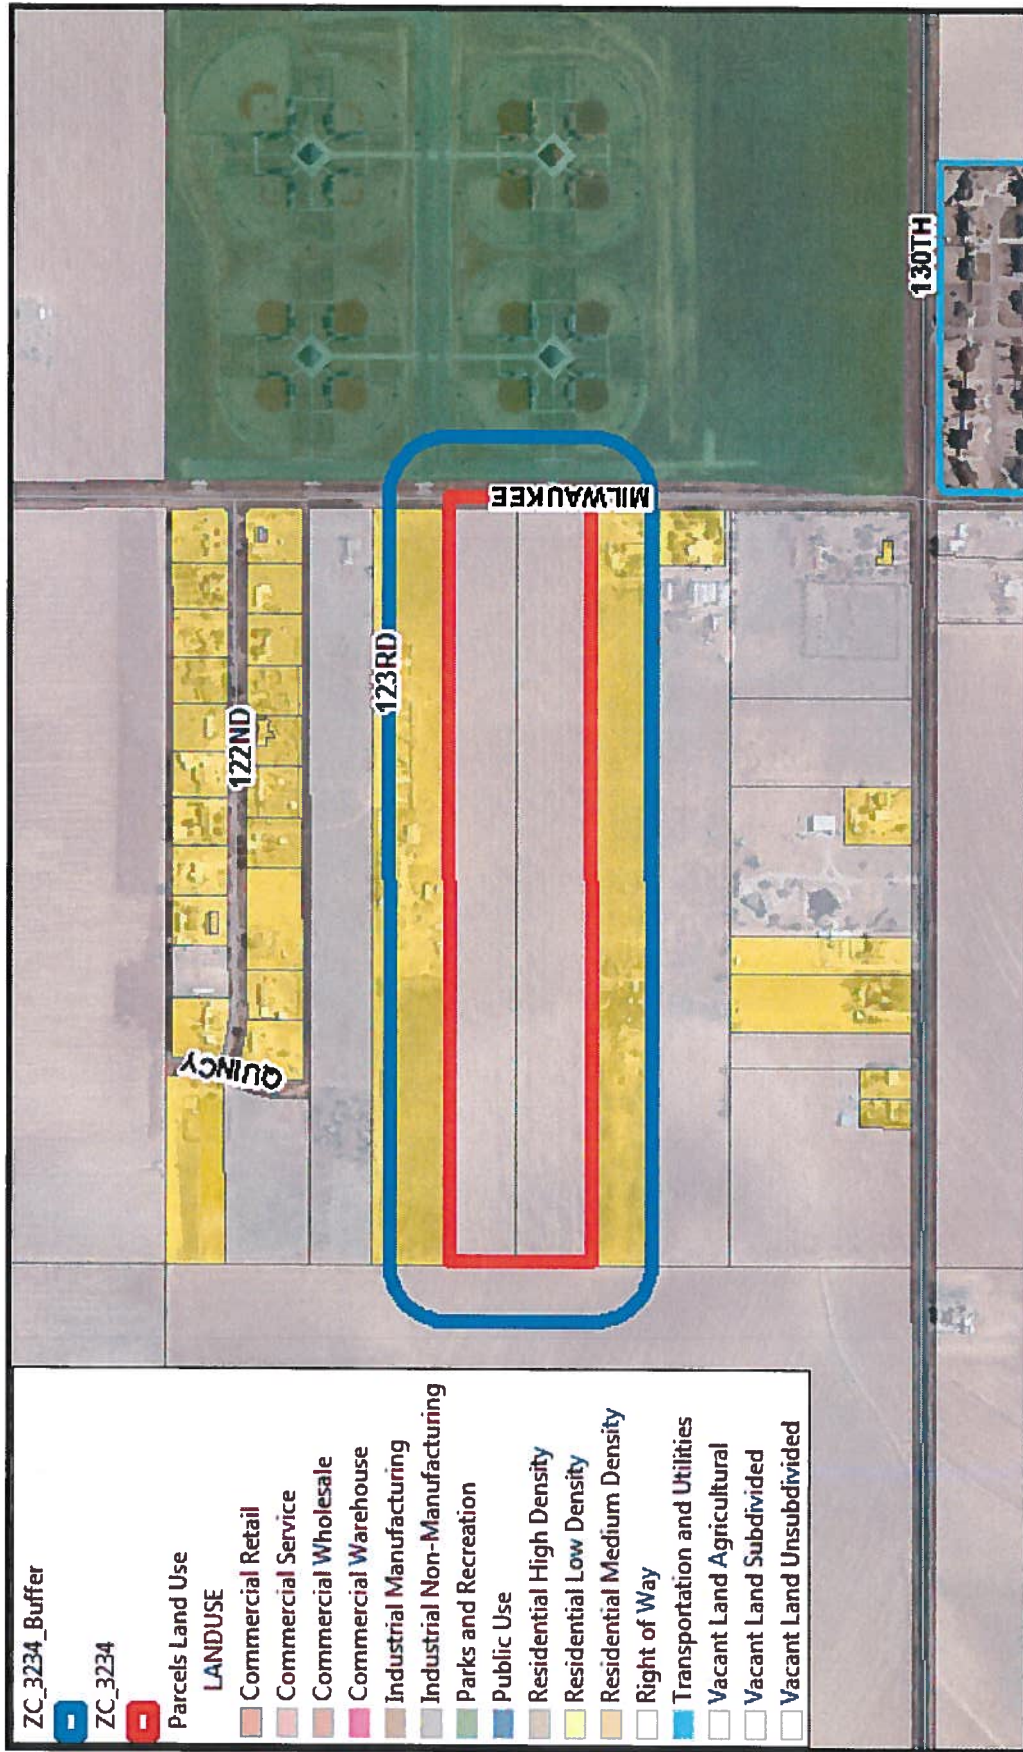 ZC_3234_Buffer
ZC_3234
Parcels Land Use
LANDUSE
Commercial Retail
Commercial Service
Commercial Wholesale
Commercial Warehouse
Industrial Manufacturing
Industrial Non-Manufacturing
Parks and Recreation
Public Use
Residential High Density
Residential Low Density
Residential Medium Density
Right of Way
Transportation and Utilities
Vacant Land Agricultural
Vacant Land Subdivided
Vacant Land Unsubdivided
QUINCY
122ND
123RD
MILWAUKEE
130TH